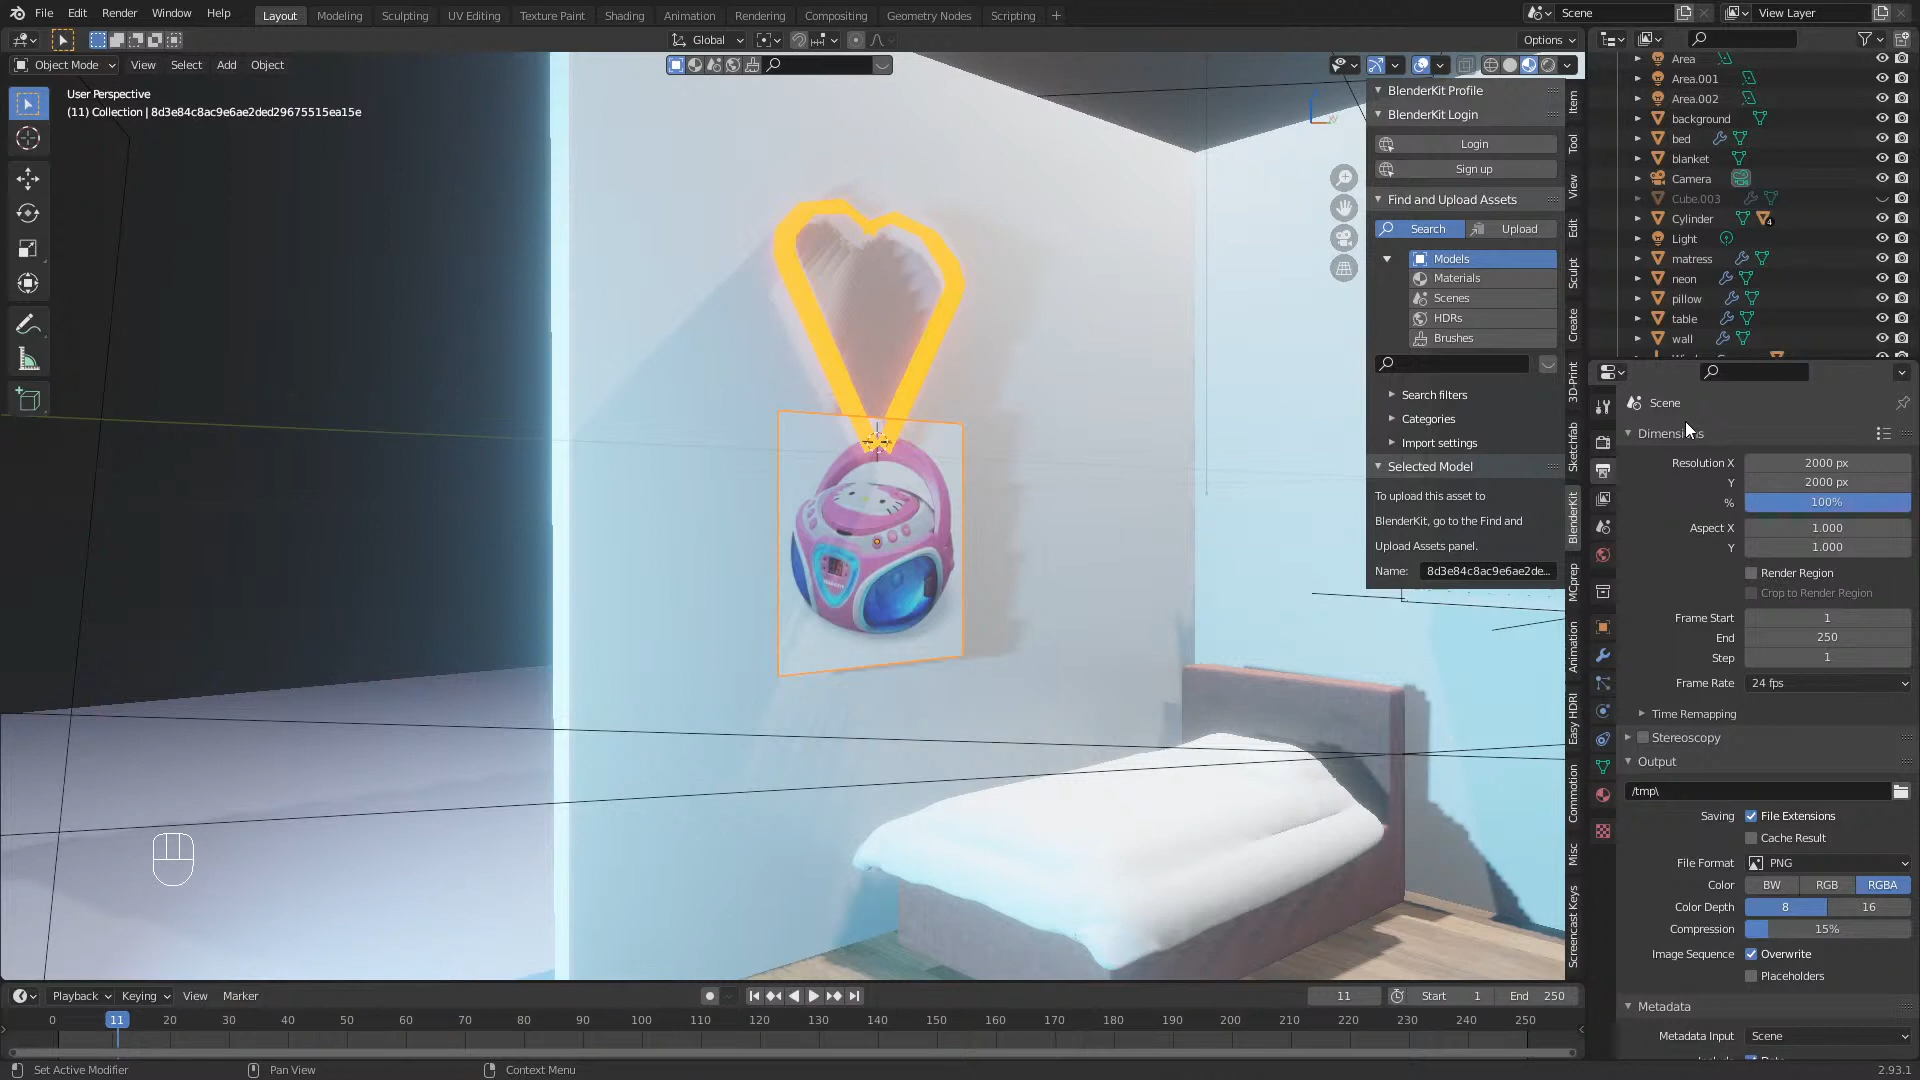 File Edit Render Window Help
Layout Modeling Sculpting UV Editing Texture Paint Shading Animation Rendering Compositing Geometry Nodes Scripting +
Scene
View Layer
Global
Options
Object Mode View Select Add Object
User Perspective
(11) Collection | 8d3e84c8ac9e6ae2ded29675515ea15e
BlenderKit Profile
BlenderKit Login
Login
Sign up
Find and Upload Assets
Search Upload
Models
Materials
Scenes
HDRs
Brushes
Search filters
Categories
Import settings
Selected Model
To upload this asset to
BlenderKit, go to the Find and
Upload Assets panel.
Name: 8d3e84c8ac9e6ae2de...
Item
Tool
View
Edit
Sculpt
Create
3D-Print
Sketchfab
BlenderKit
MCprep
Animation
Easy HDRI
Commotion
Misc
Screencast Keys
Area
Area.001
Area.002
background
bed
blanket
Camera
Cube.003
Cylinder 4
Light
matress
neon
pillow
table
wall
Scene
Dimensions
Resolution X 2000 px
Y 2000 px
% 100%
Aspect X 1.000
Y 1.000
Render Region
Crop to Render Region
Frame Start 1
End 250
Step 1
Frame Rate 24 fps
Time Remapping
Stereoscopy
Output
/tmp\
Saving File Extensions
Cache Result
File Format PNG
Color BW RGB RGBA
Color Depth 8 16
Compression 15%
Image Sequence Overwrite
Placeholders
Metadata
Metadata Input Scene
Playback Keying View Marker
11 Start 1 End 250
0 11 20 30 40 50 60 70 80 90 100 110 120 130 140 150 160 170 180 190 200 210 220 230 240 250
Set Active Modifier Pan View Context Menu
2.93.1